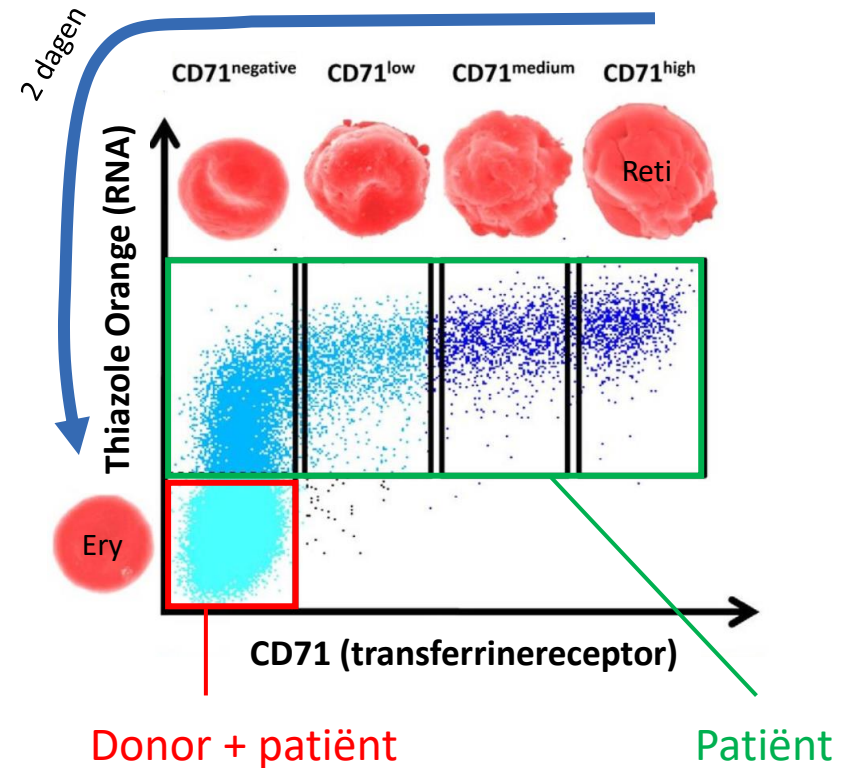 2 dagen
CD71negative CD71low CD71medium CD71high
Reti
Thiazole Orange (RNA)
Ery
CD71 (transferrinereceptor)
Donor + patiënt
Patiënt